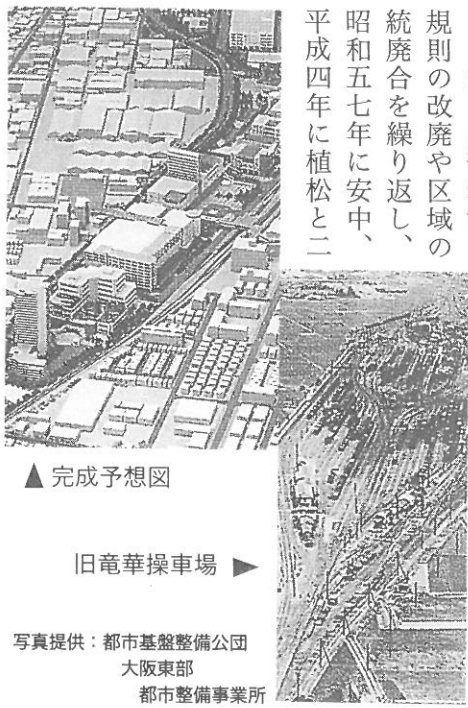 規則の改廃や区域の
統廃合を繰り返し、
昭和五七年に安中、
平成四年に植松と二
▲ 完成予想図
旧竜華操車場 ▶
写真提供：都市基盤整備公団
大阪東部
都市整備事業所